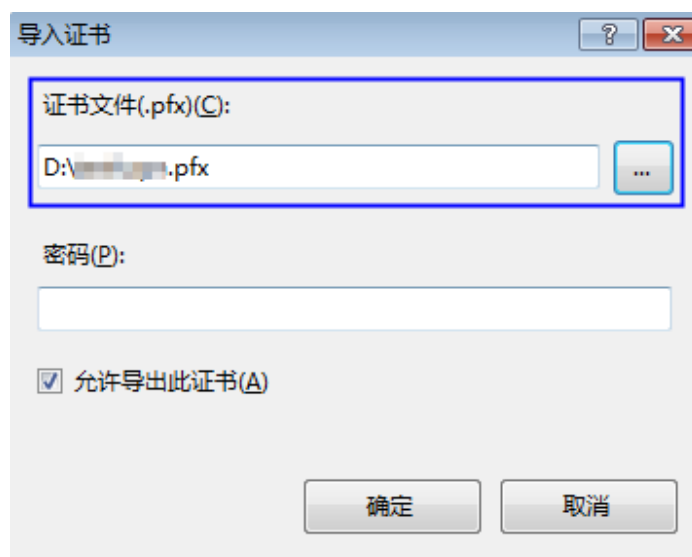 导入证书
证书文件(.pfx)(C):
D:\ .pfx
...
密码(P):
允许导出此证书(A)
确定
取消